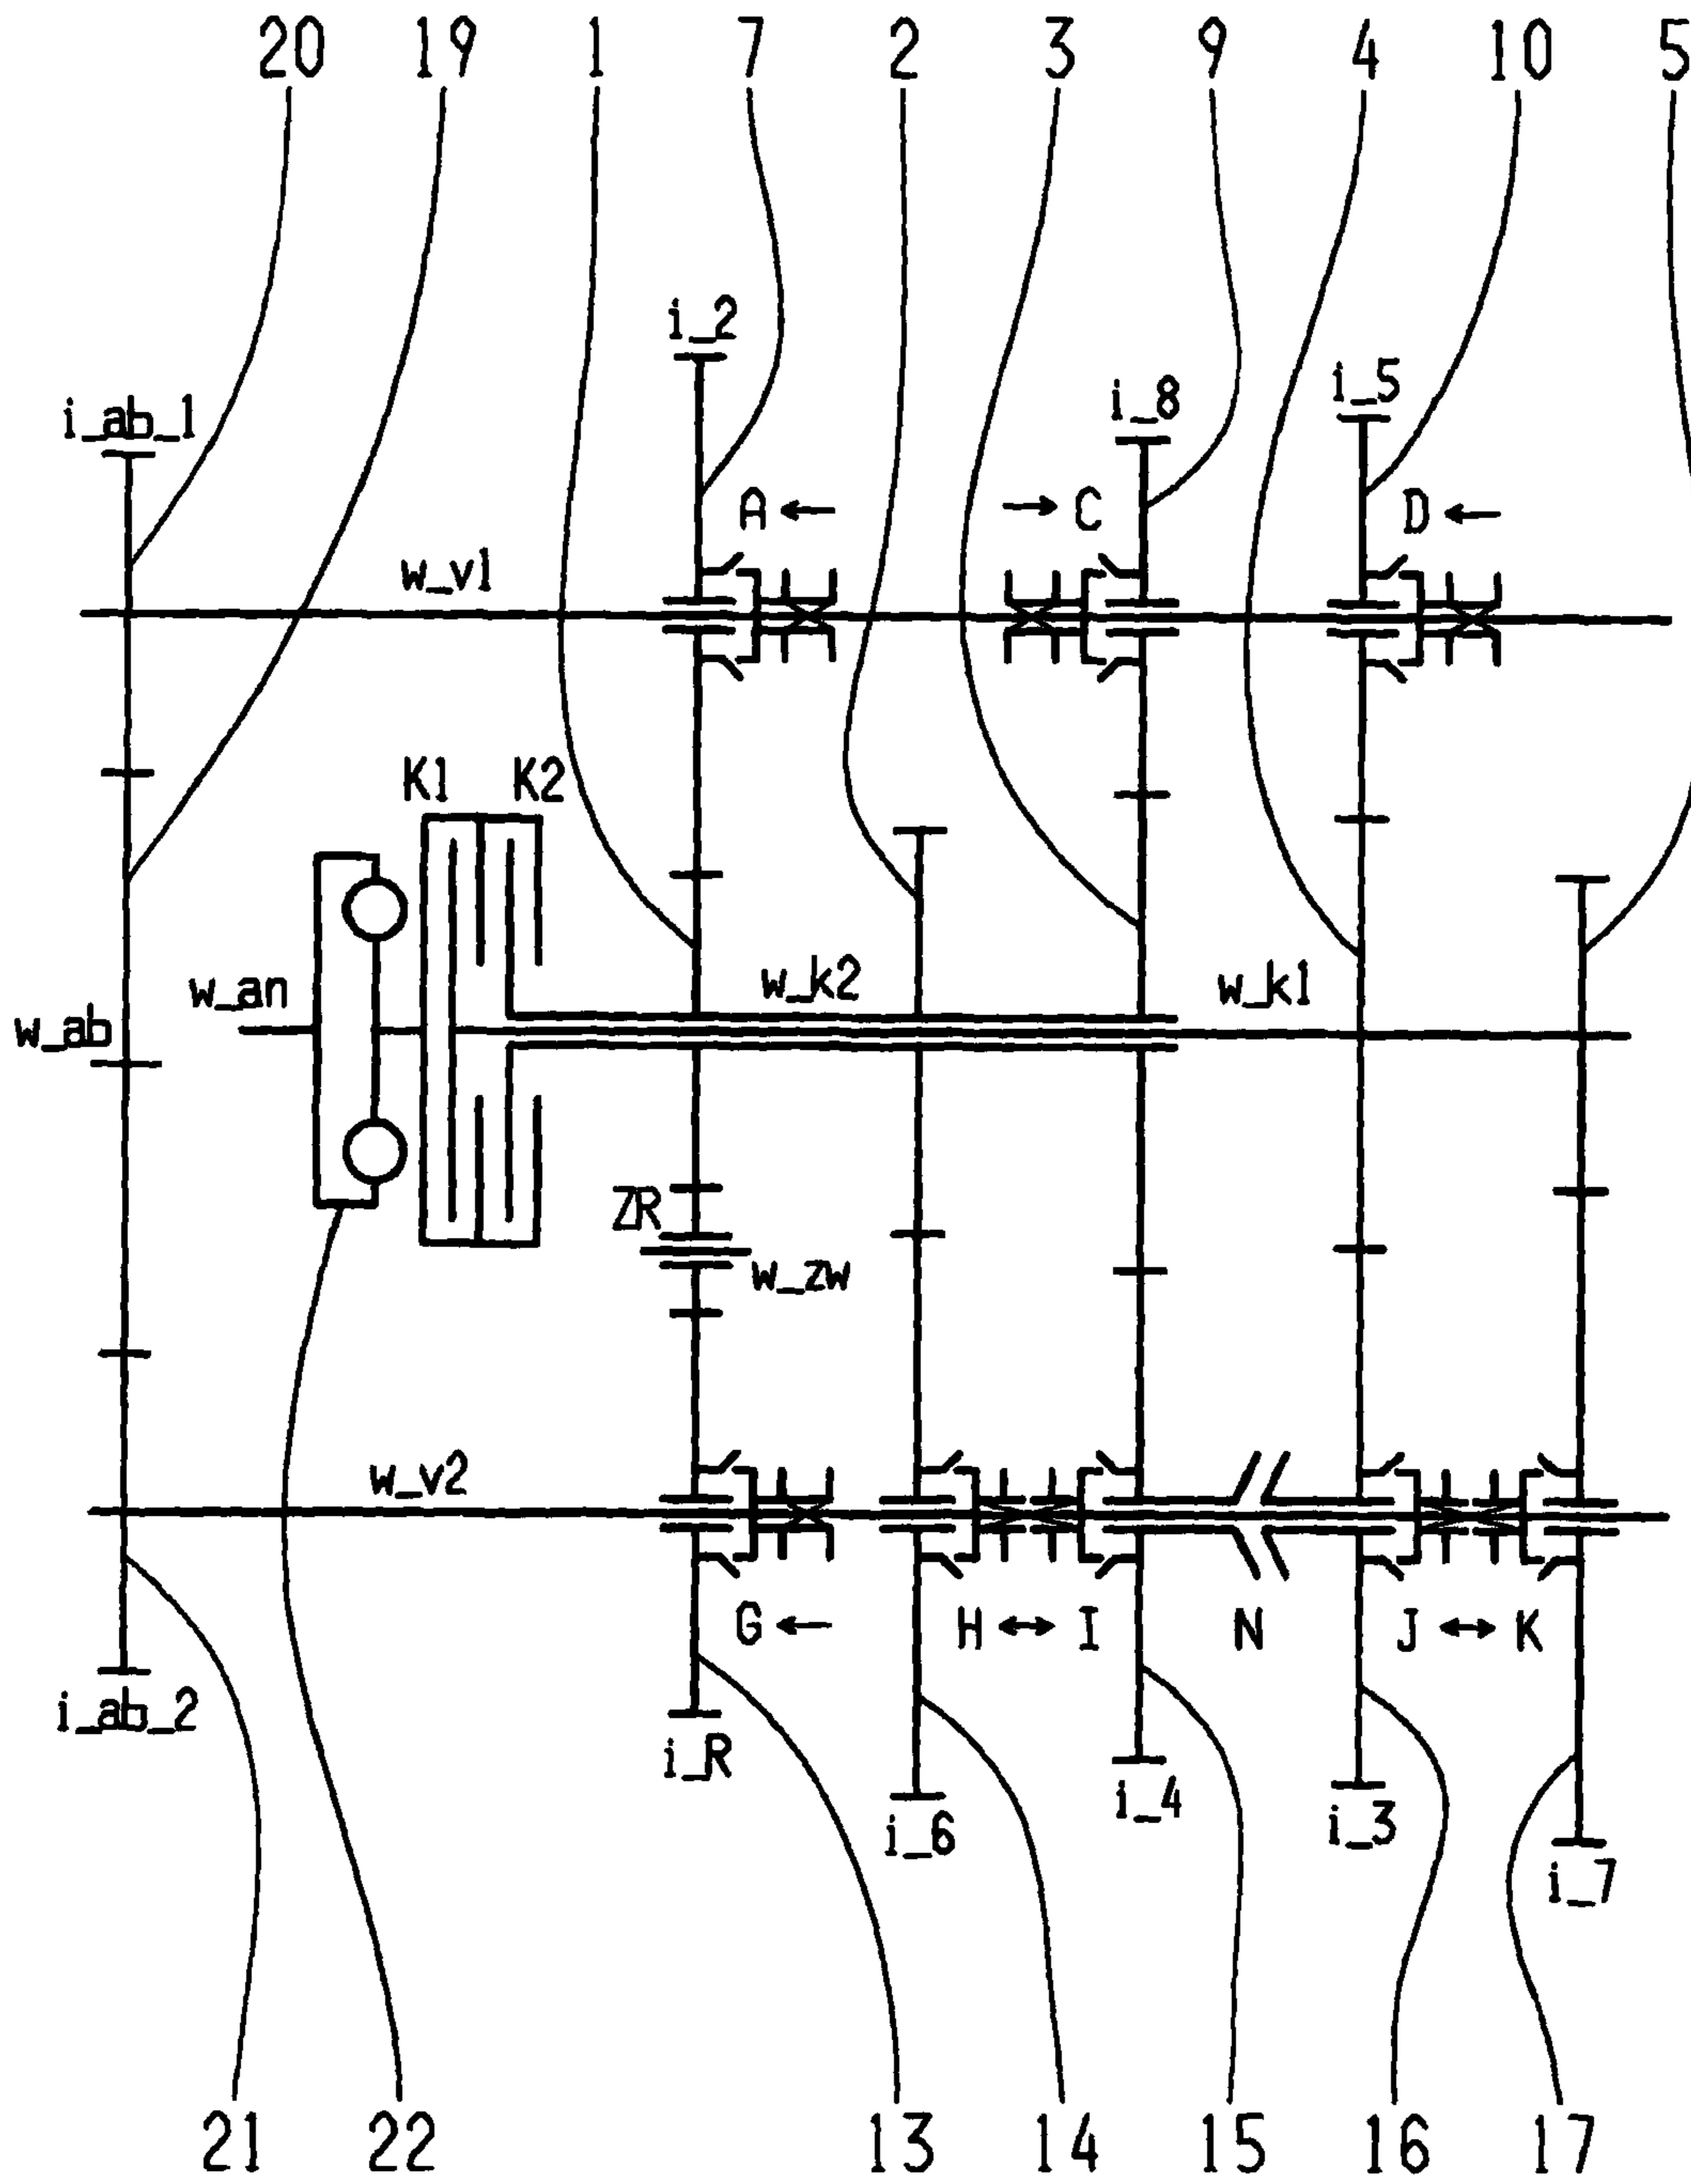 20 19 1 7 2 3 9 4 10 5
i_2
i_ab_1 i_8 i_5
A ← → C D ←
w_v1
K1 K2
w_an w_k2 w_k1
w_ab
ZR
w_zw
w_v2
G ← H ↔ I N J ↔ K
i_ab_2
i_R i_6 i_4 i_3 i_7
21 22 13 14 15 16 17